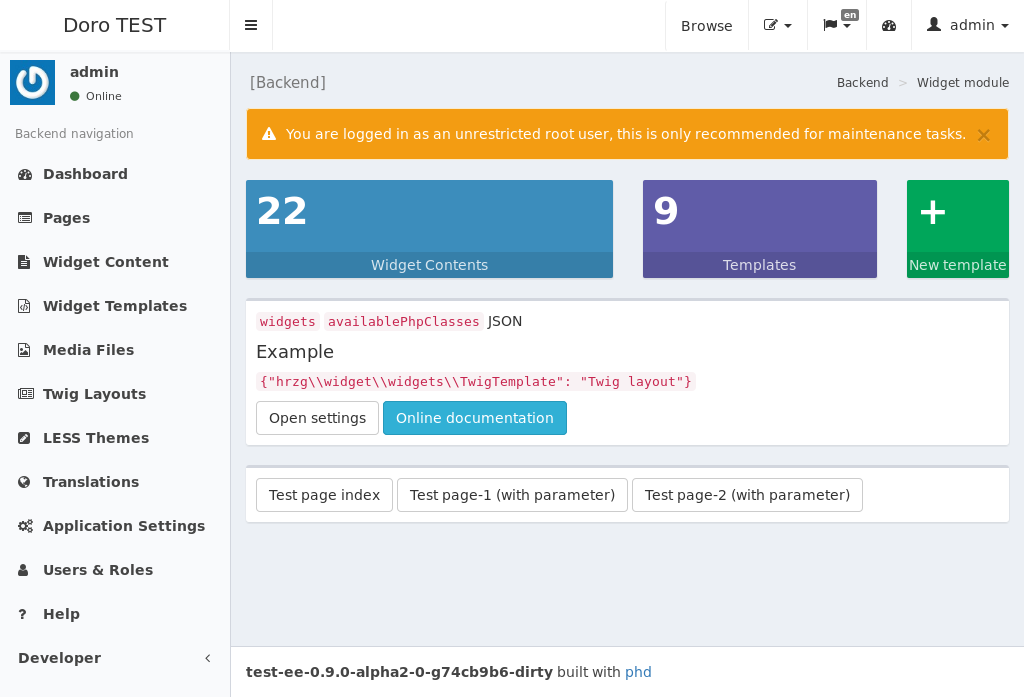 Doro TEST
Browse
en
admin
admin
Online
Backend navigation
Dashboard
Pages
Widget Content
Widget Templates
Media Files
Twig Layouts
LESS Themes
Translations
Application Settings
Users & Roles
? Help
Developer
[Backend]
Backend > Widget module
You are logged in as an unrestricted root user, this is only recommended for maintenance tasks. ×
22
Widget Contents
9
Templates
+
New template
widgets availablePhpClasses JSON
Example
{"hrzg\\widget\\widgets\\TwigTemplate": "Twig layout"}
Open settings Online documentation
Test page index Test page-1 (with parameter) Test page-2 (with parameter)
test-ee-0.9.0-alpha2-0-g74cb9b6-dirty built with phd